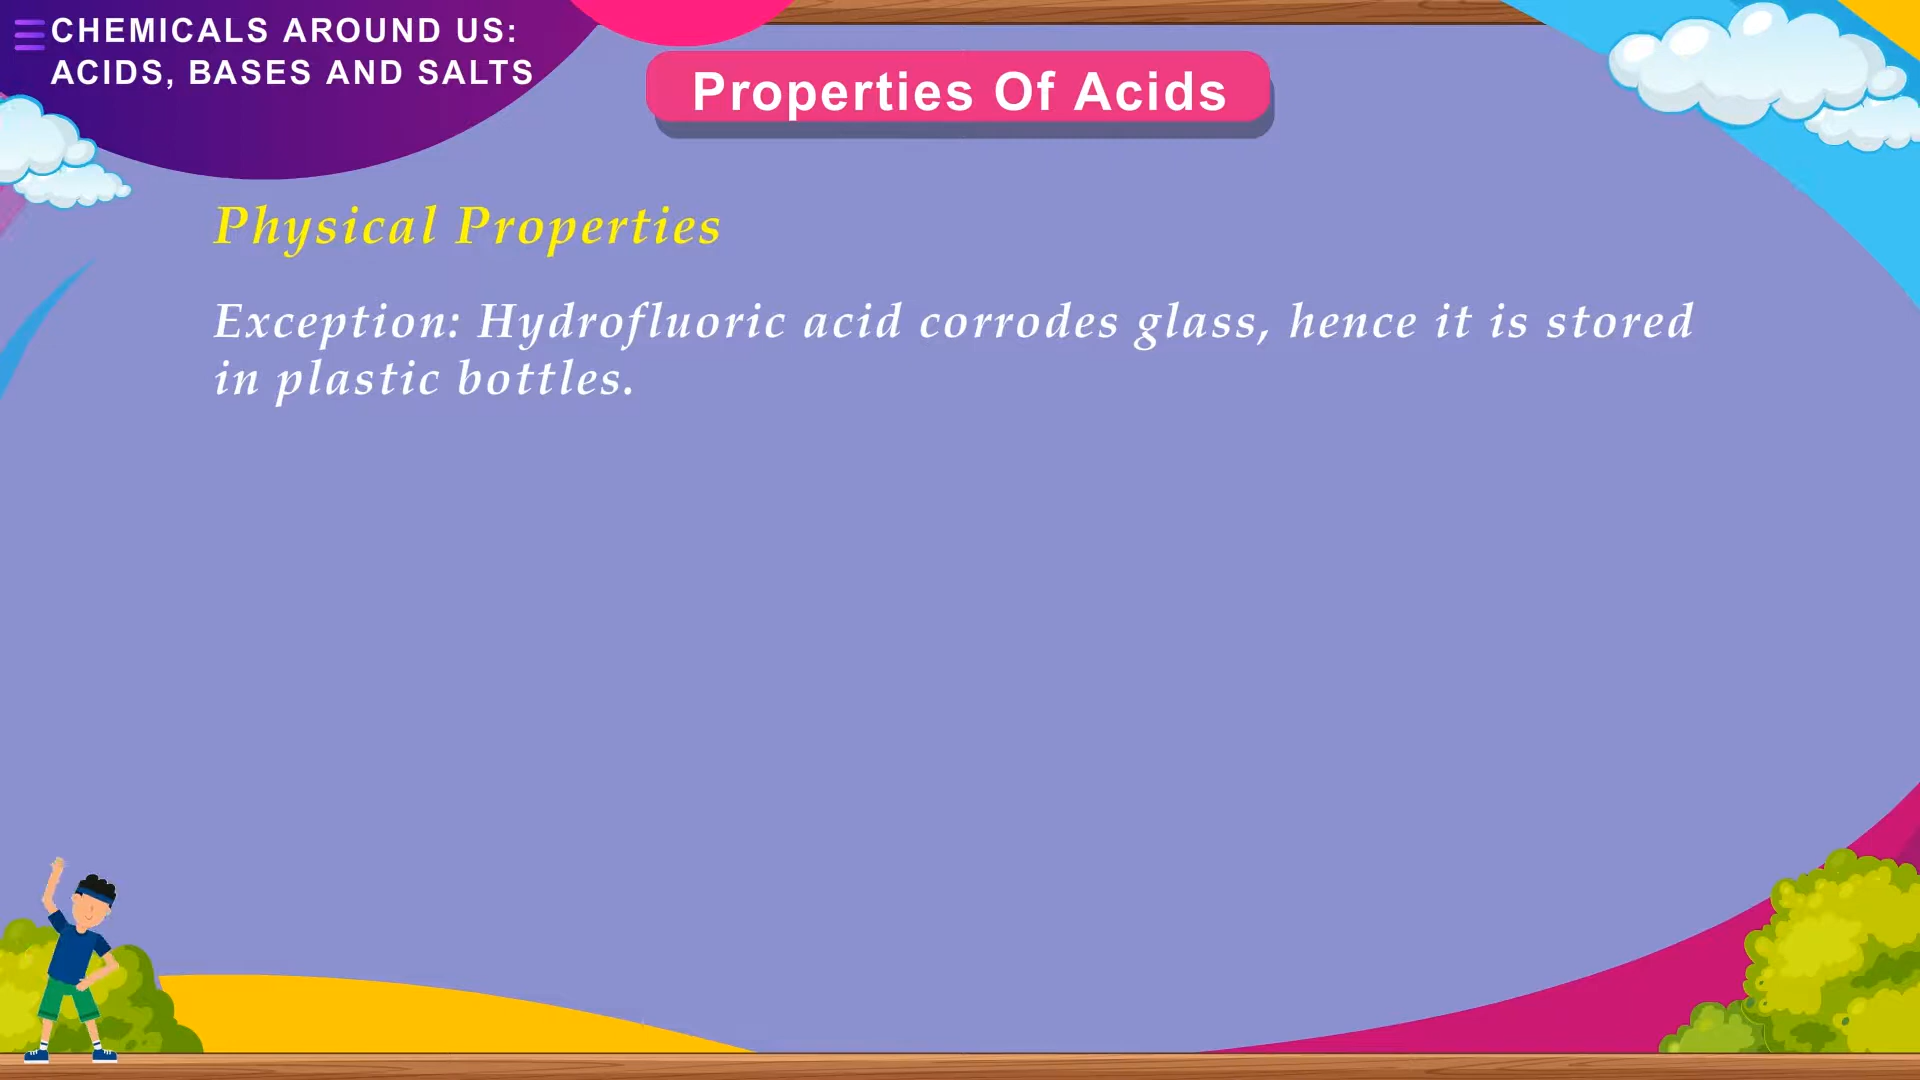 CHEMICALS AROUND US:
ACIDS, BASES AND SALTS
Properties Of Acids
Physical Properties
Exception: Hydrofluoric acid corrodes glass, hence it is stored
in plastic bottles.